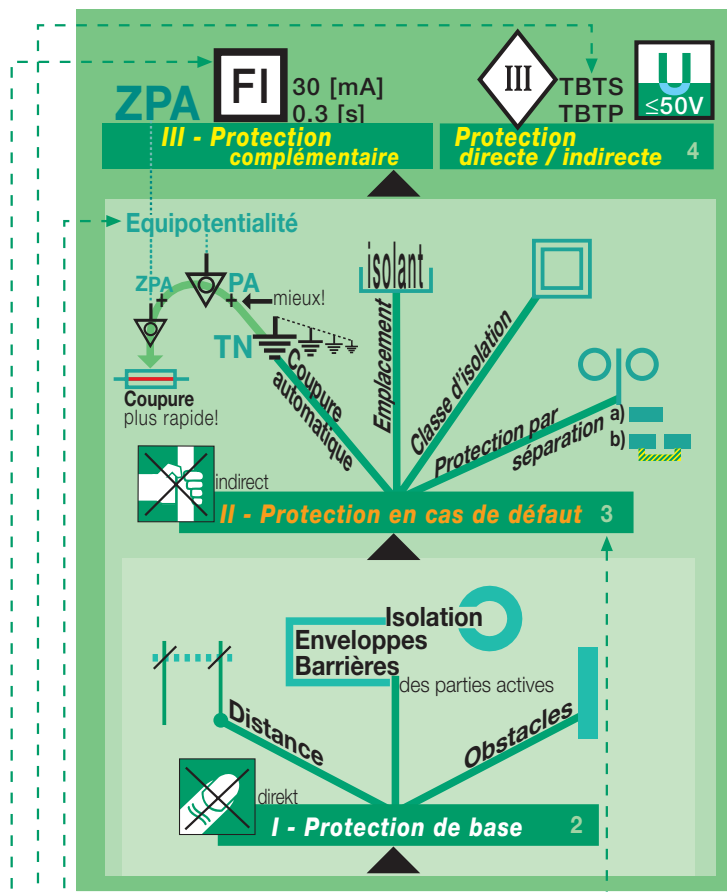 ZPA
FI
30 [mA]
0.3 [s]
III
TBTS
TBTP
U
≤50V
III - Protection
complémentaire
Protection
directe / indirecte 4
Equipotentialité
ZPA
PA
+
+
mieux!
TN
Coupure
automatique
isolant
Emplacement
Classe d'isolation
Protection par
séparation
a)
b)
Coupure
plus rapide!
indirect
II - Protection en cas de défaut 3
Isolation
Enveloppes
Barrières
des parties actives
Distance
Obstacles
direkt
I - Protection de base 2